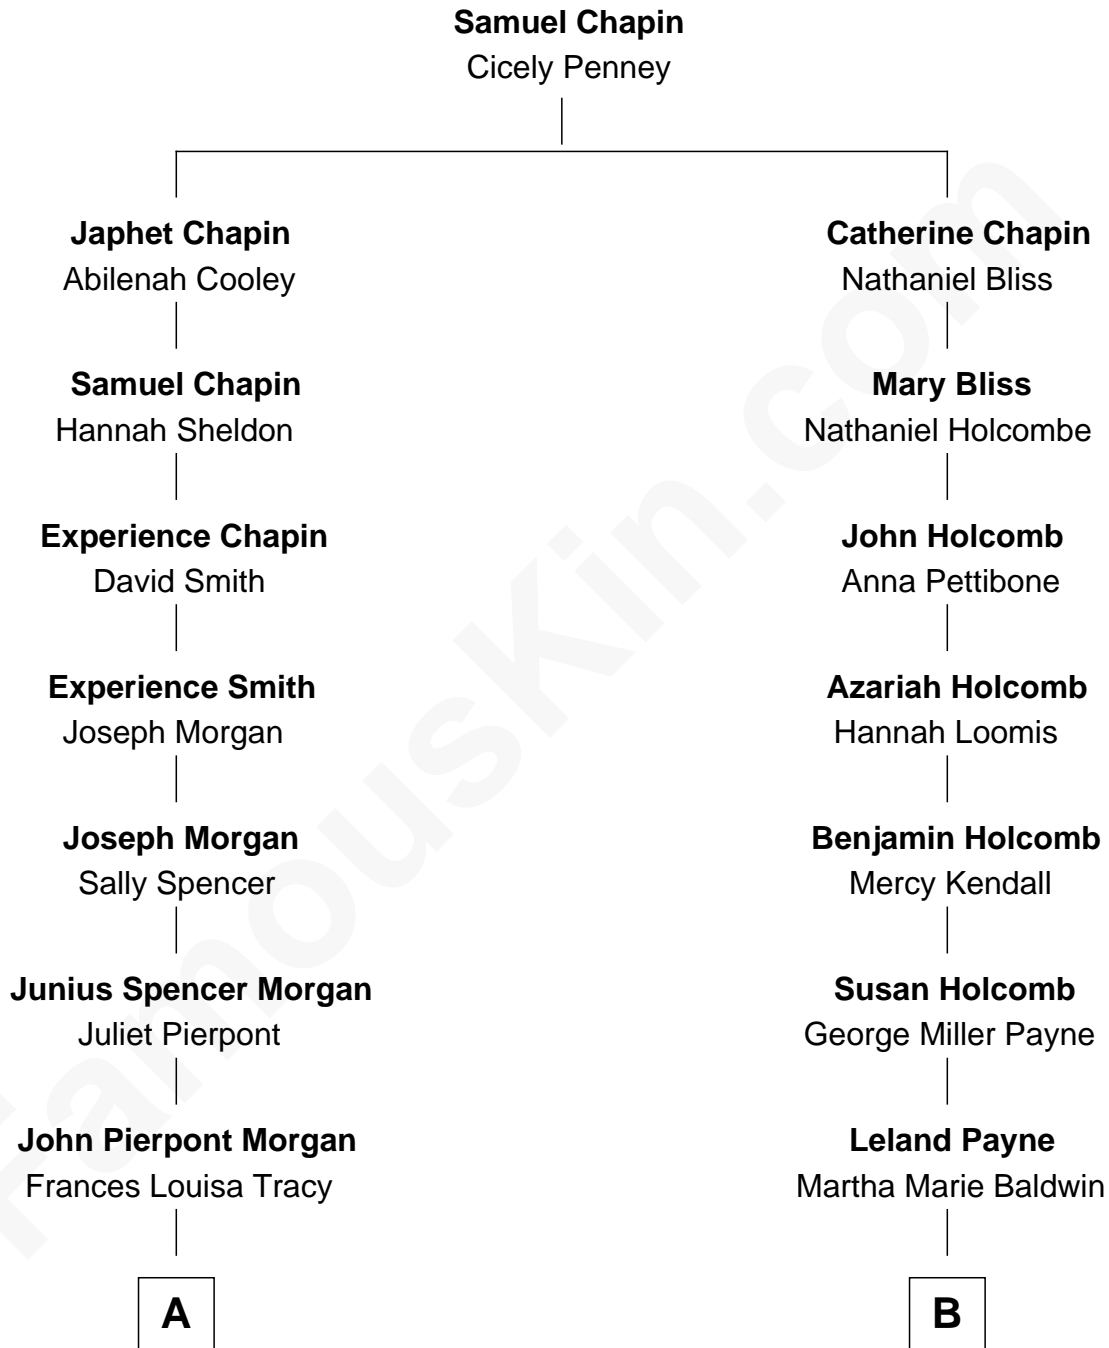 Samuel Chapin
Cicely Penney
Japhet Chapin
Abilenah Cooley
Catherine Chapin
Nathaniel Bliss
Samuel Chapin
Hannah Sheldon
Mary Bliss
Nathaniel Holcombe
Experience Chapin
David Smith
John Holcomb
Anna Pettibone
Experience Smith
Joseph Morgan
Azariah Holcomb
Hannah Loomis
Joseph Morgan
Sally Spencer
Benjamin Holcomb
Mercy Kendall
Junius Spencer Morgan
Juliet Pierpont
Susan Holcomb
George Miller Payne
John Pierpont Morgan
Frances Louisa Tracy
Leland Payne
Martha Marie Baldwin
A
B
FamousKin.com